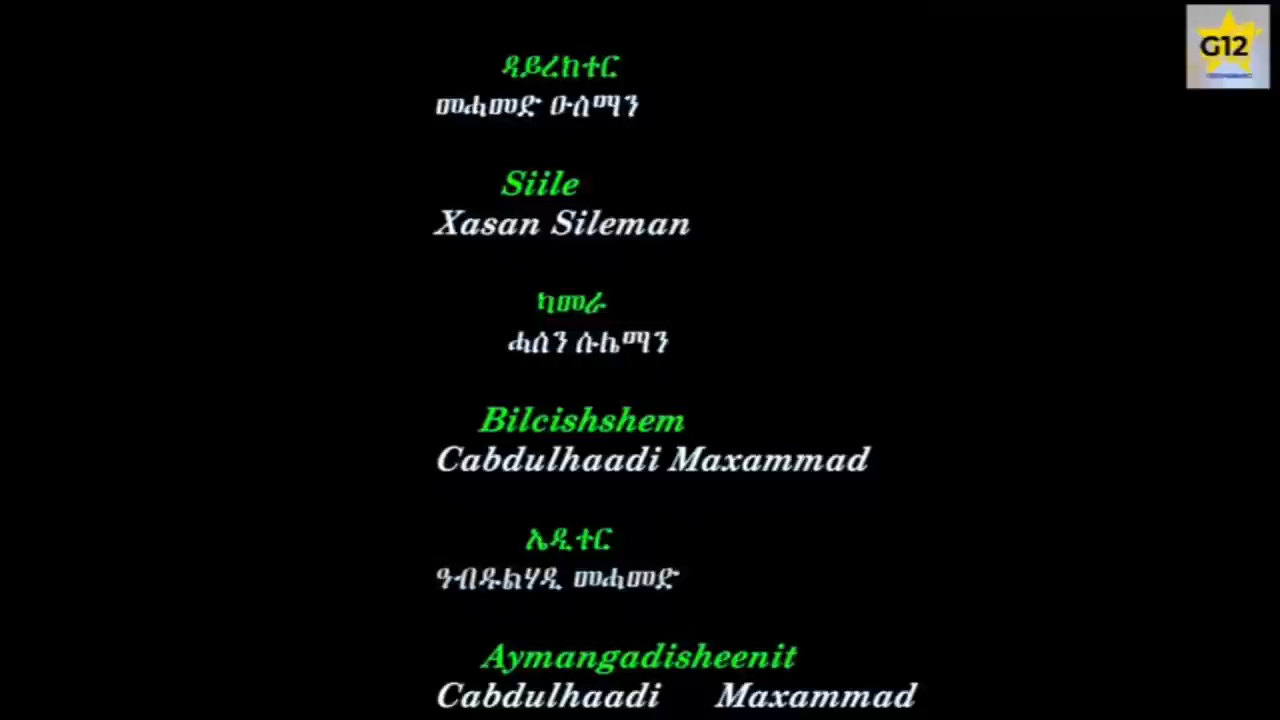 G12
ዳይረክተር
መሓመድ ዑስማን
Siile
Xasan Sileman
ካመራ
ሓሰን ሱሌማን
Bilcishshem
Cabdulhaadi Maxammad
ኤዲተር
ዓብዱልሃዲ መሓመድ
Aymangadisheenit
Cabdulhaadi Maxammad